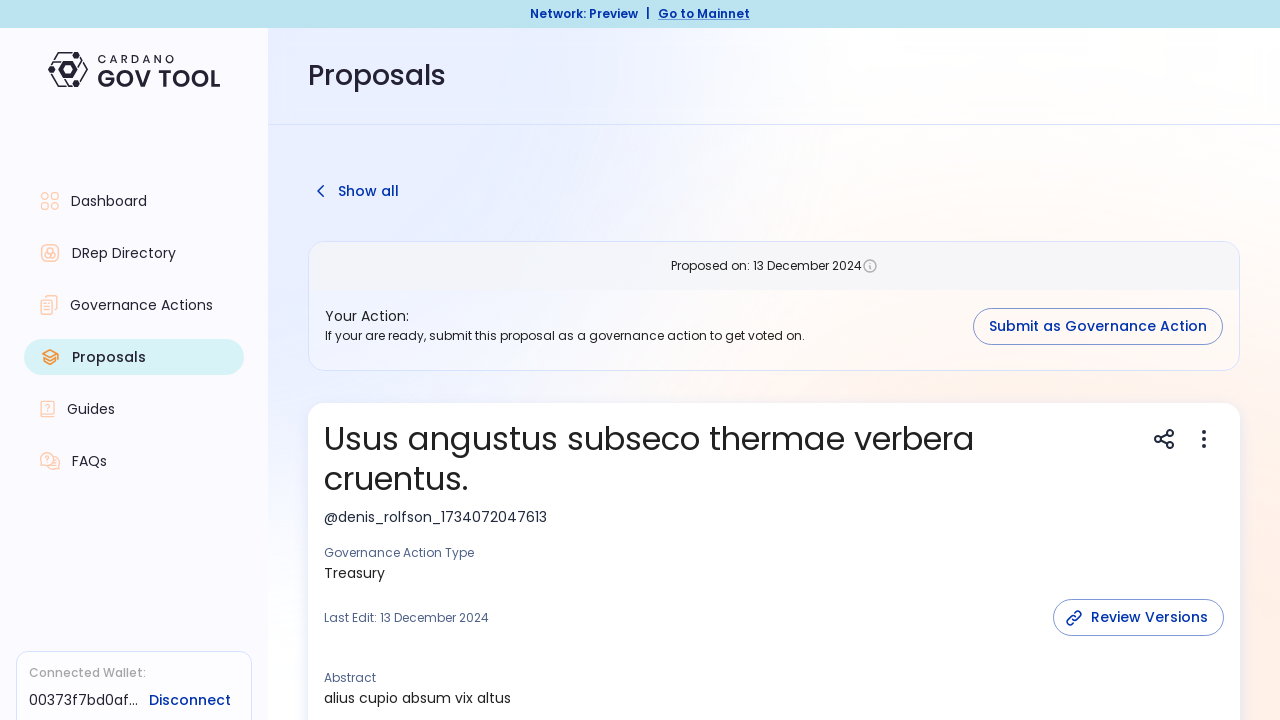 Network: Preview | Go to Mainnet
CARDANO
GOV TOOL
Proposals
Dashboard
DRep Directory
Governance Actions
Proposals
Guides
FAQs
Connected Wallet:
00373f7bd0af... Disconnect
Show all
Proposed on: 13 December 2024
Your Action:
If your are ready, submit this proposal as a governance action to get voted on.
Submit as Governance Action
Usus angustus subseco thermae verbera
cruentus.
@denis_rolfson_1734072047613
Governance Action Type
Treasury
Last Edit: 13 December 2024
Review Versions
Abstract
alius cupio absum vix altus